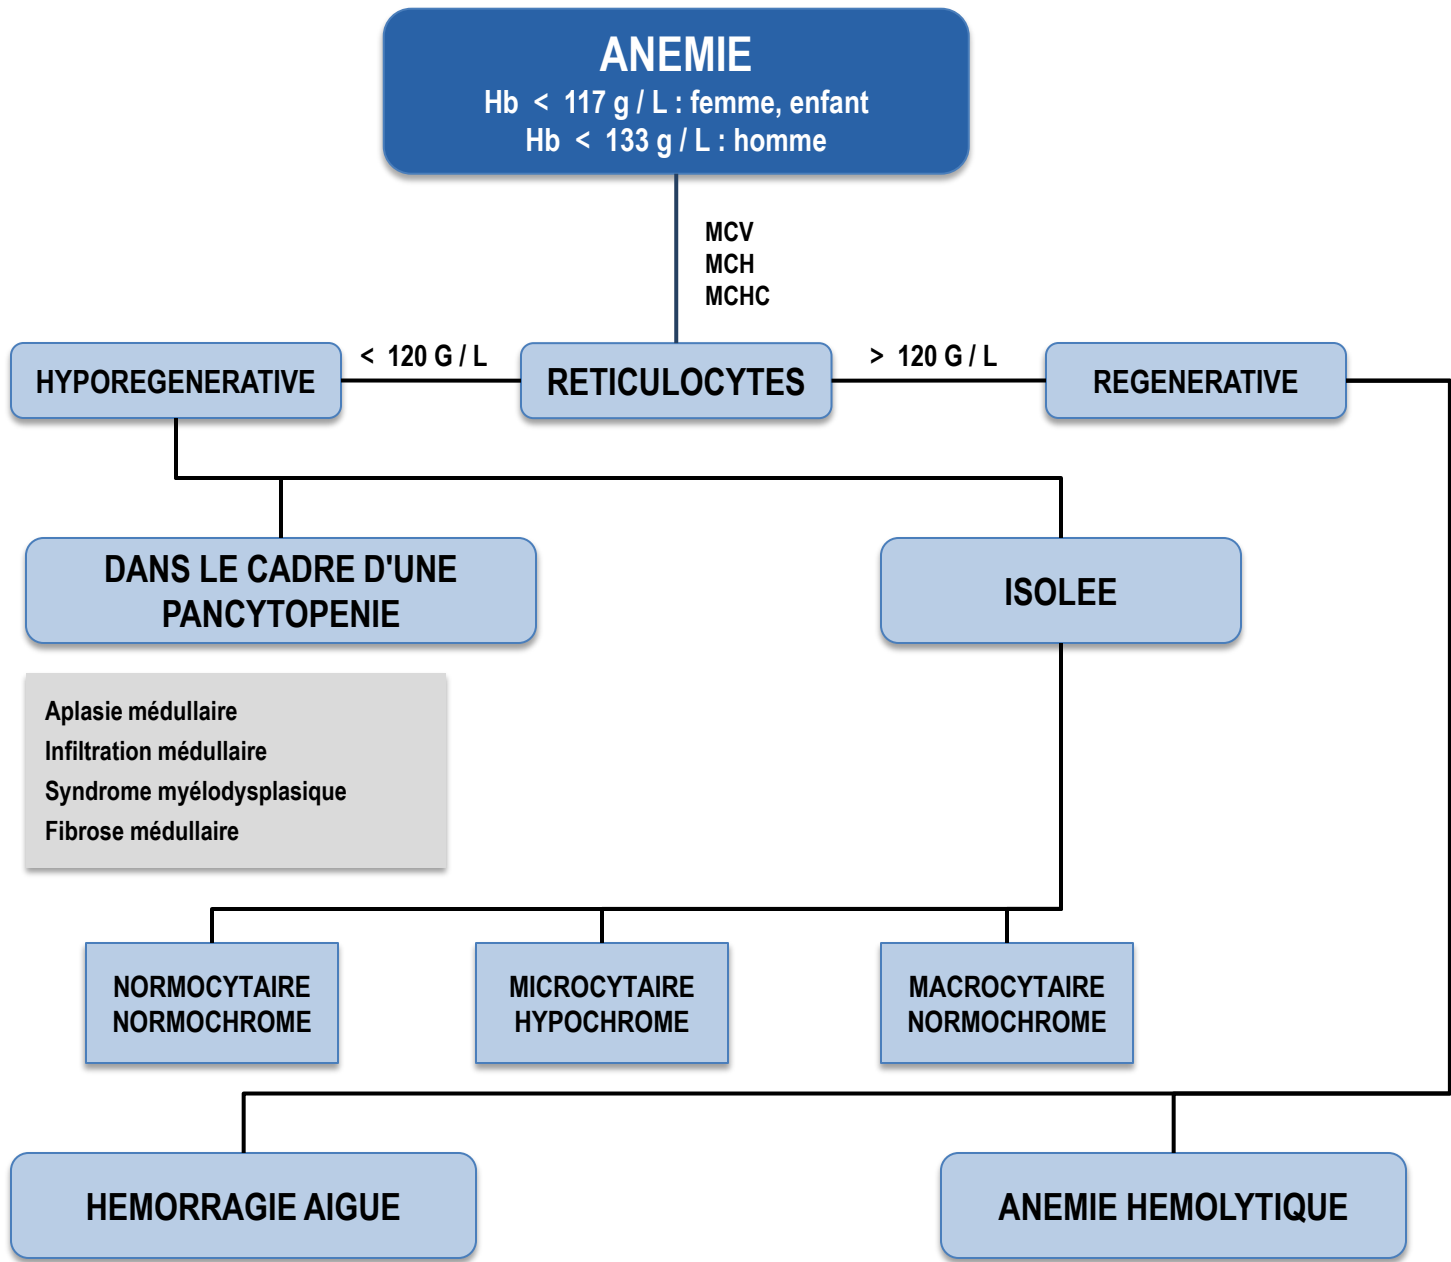 ANEMIE
Hb < 117 g / L : femme, enfant
Hb < 133 g / L : homme
MCV
MCH
MCHC
HYPOREGENERATIVE
< 120 G / L
RETICULOCYTES
> 120 G / L
REGENERATIVE
DANS LE CADRE D'UNE
PANCYTOPENIE
ISOLEE
Aplasie médullaire
Infiltration médullaire
Syndrome myélodysplasique
Fibrose médullaire
NORMOCYTAIRE
NORMOCHROME
MICROCYTAIRE
HYPOCHROME
MACROCYTAIRE
NORMOCHROME
HEMORRAGIE AIGUE
ANEMIE HEMOLYTIQUE